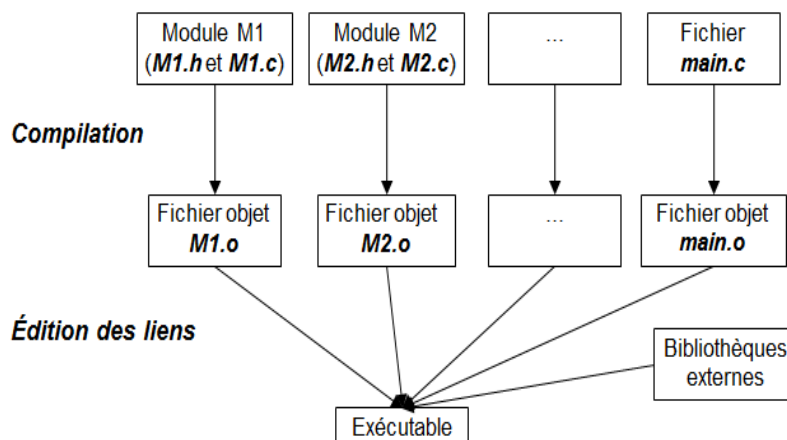 Module M1
(M1.h et M1.c)
Module M2
(M2.h et M2.c)
...
Fichier
main.c
Compilation
Fichier objet
M1.o
Fichier objet
M2.o
...
Fichier objet
main.o
Édition des liens
Bibliothèques
externes
Exécutable